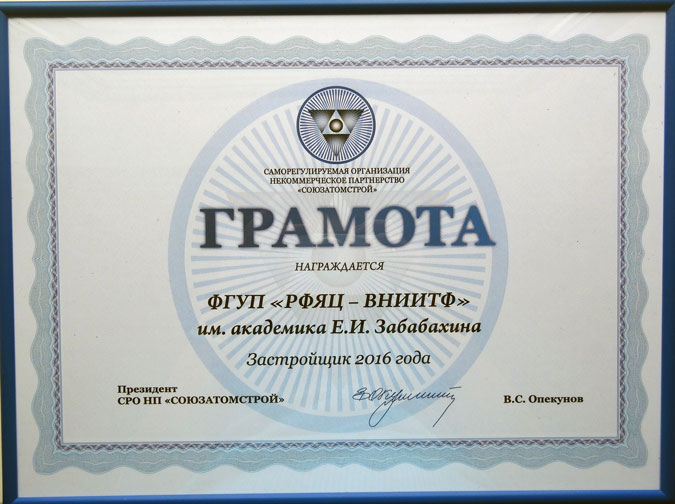 САМОРЕГУЛИРУЕМАЯ ОРГАНИЗАЦИЯ
НЕКОММЕРЧЕСКОЕ ПАРТНЕРСТВО
«СОЮЗАТОМСТРОЙ»
ГРАМОТА
НАГРАЖДАЕТСЯ
ФГУП «РФЯЦ – ВНИИТФ»
им. академика Е.И. Забабахина
Застройщик 2016 года
Президент
СРО НП «СОЮЗАТОМСТРОЙ»
В.С. Опекунов